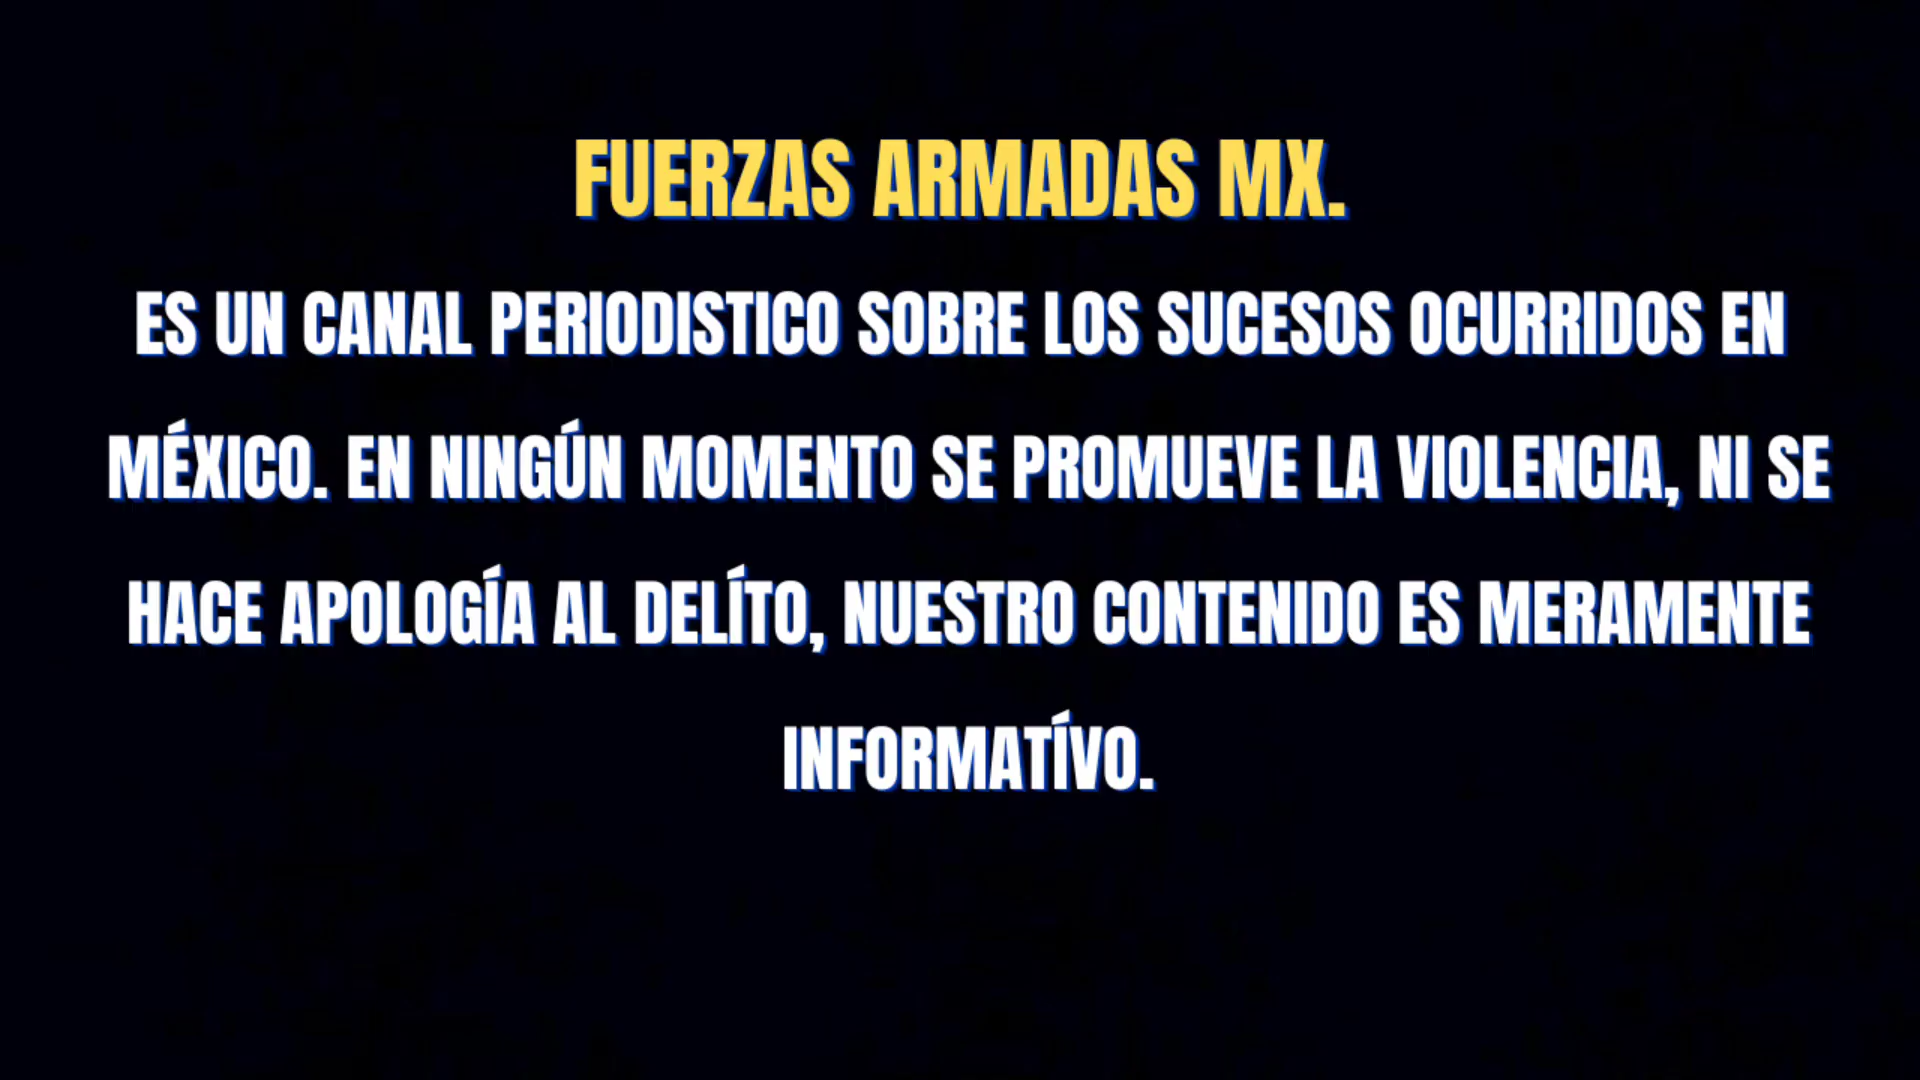 FUERZAS ARMADAS MX.
ES UN CANAL PERIODISTICO SOBRE LOS SUCESOS OCURRIDOS EN
MÉXICO. EN NINGÚN MOMENTO SE PROMUEVE LA VIOLENCIA, NI SE
HACE APOLOGÍA AL DELÍTO, NUESTRO CONTENIDO ES MERAMENTE
INFORMATÍVO.